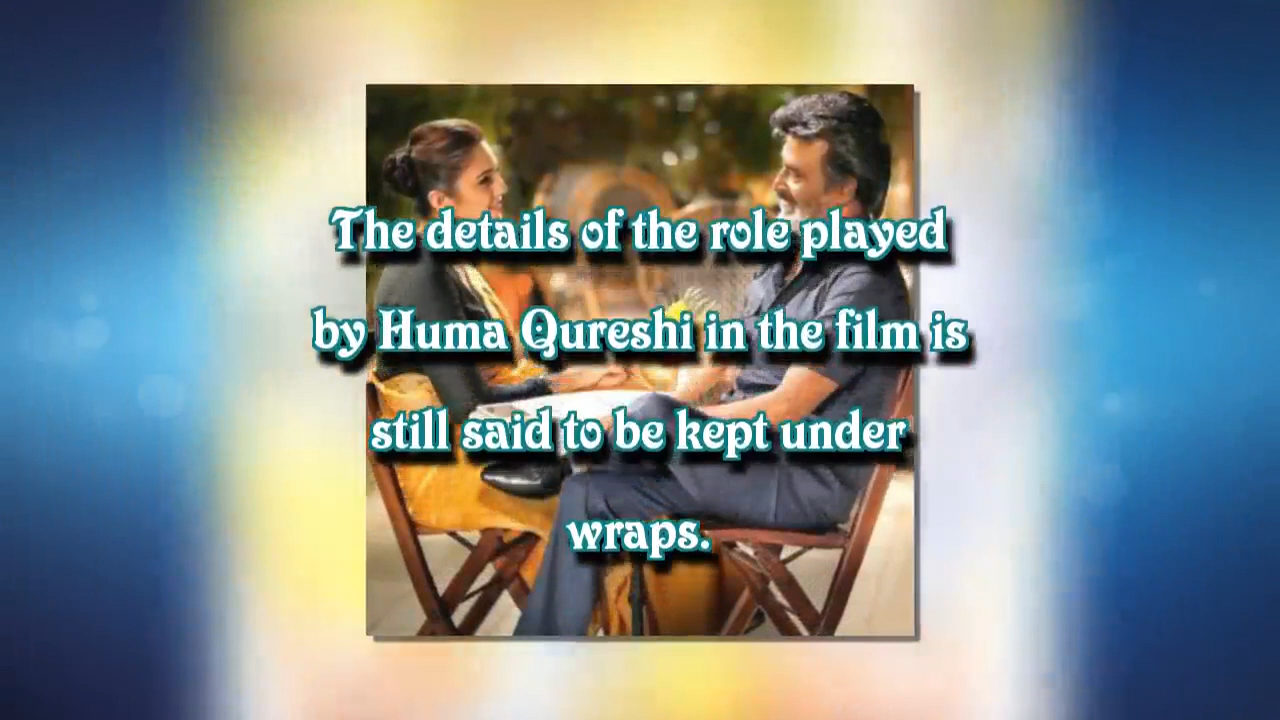 The details of the role played
by Huma Qureshi in the film is
still said to be kept under
wraps.